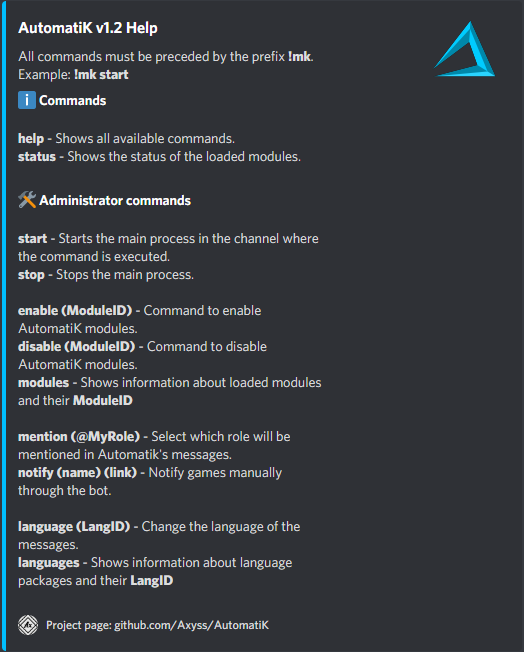 AutomatiK v1.2 Help
All commands must be preceded by the prefix !mk.
Example: !mk start
Commands
help - Shows all available commands.
status - Shows the status of the loaded modules.
Administrator commands
start - Starts the main process in the channel where
the command is executed.
stop - Stops the main process.
enable (ModuleID) - Command to enable
AutomatiK modules.
disable (ModuleID) - Command to disable
AutomatiK modules.
modules - Shows information about loaded modules
and their ModuleID
mention (@MyRole) - Select which role will be
mentioned in Automatik's messages.
notify (name) (link) - Notify games manually
through the bot.
language (LangID) - Change the language of the
messages.
languages - Shows information about language
packages and their LangID
Project page: github.com/Axyss/AutomatiK